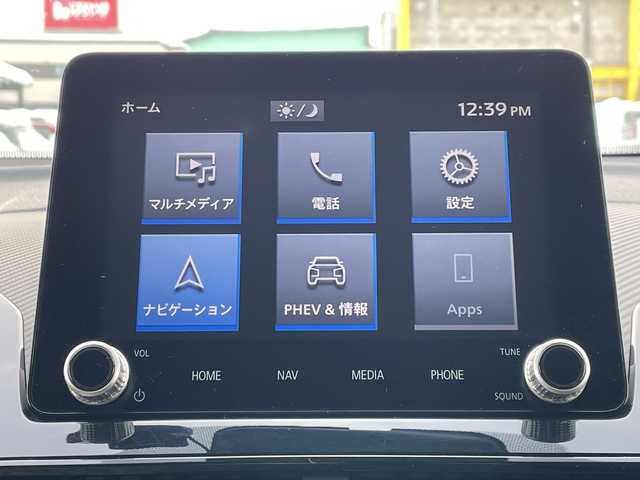 ホーム 12:39 PM
マルチメディア 電話 設定
ナビゲーション PHEV & 情報 Apps
VOL TUNE
HOME NAV MEDIA PHONE
SOUND